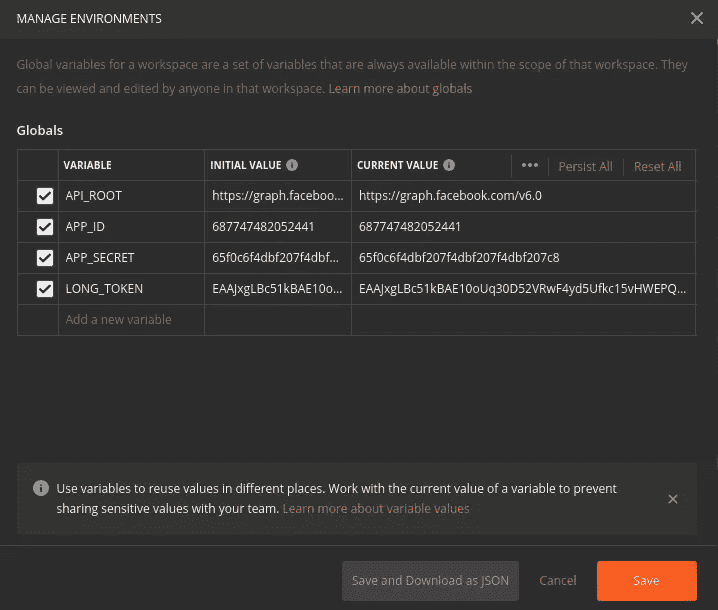 MANAGE ENVIRONMENTS
Global variables for a workspace are a set of variables that are always available within the scope of that workspace. They
can be viewed and edited by anyone in that workspace. Learn more about globals
Globals
VARIABLE INITIAL VALUE CURRENT VALUE ••• Persist All Reset All
API_ROOT https://graph.faceboo... https://graph.facebook.com/v6.0
APP_ID 687747482052441 687747482052441
APP_SECRET 65f0c6f4dbf207f4dbf... 65f0c6f4dbf207f4dbf207f4dbf207c8
LONG_TOKEN EAAJxgLBc51kBAE10o... EAAJxgLBc51kBAE10oUq30D52VRwF4yd5Ufkc15vHWEPQ...
Add a new variable
Use variables to reuse values in different places. Work with the current value of a variable to prevent
sharing sensitive values with your team. Learn more about variable values
Save and Download as JSON Cancel Save